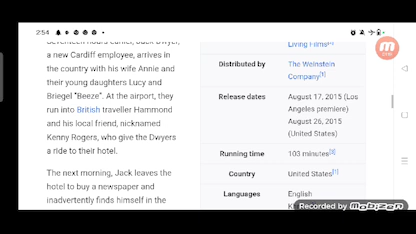 2:54
Seventeen hours earlier, Jack Dwyer,
a new Cardiff employee, arrives in
the country with his wife Annie and
their young daughters Lucy and
Briegel "Beeze". At the airport, they
run into British traveller Hammond
and his local friend, nicknamed
Kenny Rogers, who give the Dwyers
a ride to their hotel.
The next morning, Jack leaves the
hotel to buy a newspaper and
inadvertently finds himself in the
Living Films
Distributed by The Weinstein
Company[1]
Release dates August 17, 2015 (Los
Angeles premiere)
August 26, 2015
(United States)
Running time 103 minutes[2]
Country United States[1]
Languages English
Recorded by Mobizen